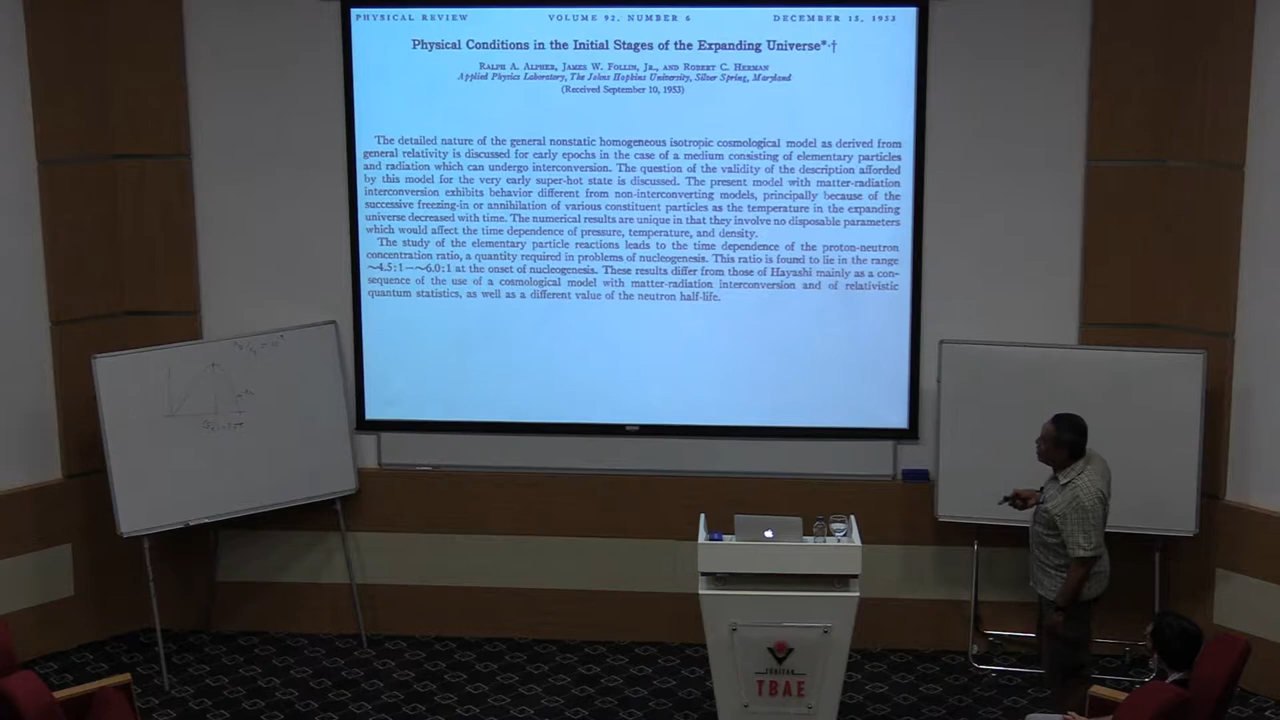 PHYSICAL REVIEW VOLUME 92, NUMBER 6 DECEMBER 15, 1953
Physical Conditions in the Initial Stages of the Expanding Universe*,†
RALPH A. ALPHER, JAMES W. FOLLIN, JR., AND ROBERT C. HERMAN
Applied Physics Laboratory, The Johns Hopkins University, Silver Spring, Maryland
(Received September 10, 1953)
The detailed nature of the general nonstatic homogeneous isotropic cosmological model as derived from
general relativity is discussed for early epochs in the case of a medium consisting of elementary particles
and radiation which can undergo interconversion. The question of the validity of the description afforded
by this model for the very early super-hot state is discussed. The present model with matter-radiation
interconversion exhibits behavior different from non-interconverting models, principally because of the
successive freezing-in or annihilation of various constituent particles as the temperature in the expanding
universe decreased with time. The numerical results are unique in that they involve no disposable parameters
which would affect the time dependence of pressure, temperature, and density.
The study of the elementary particle reactions leads to the time dependence of the proton-neutron
concentration ratio, a quantity required in problems of nucleogenesis. This ratio is found to lie in the range
~4.5:1—~6.0:1 at the onset of nucleogenesis. These results differ from those of Hayashi mainly as a con-
sequence of the use of a cosmological model with matter-radiation interconversion and of relativistic
quantum statistics, as well as a different value of the neutron half-life.
TÜBİTAK
TBAE